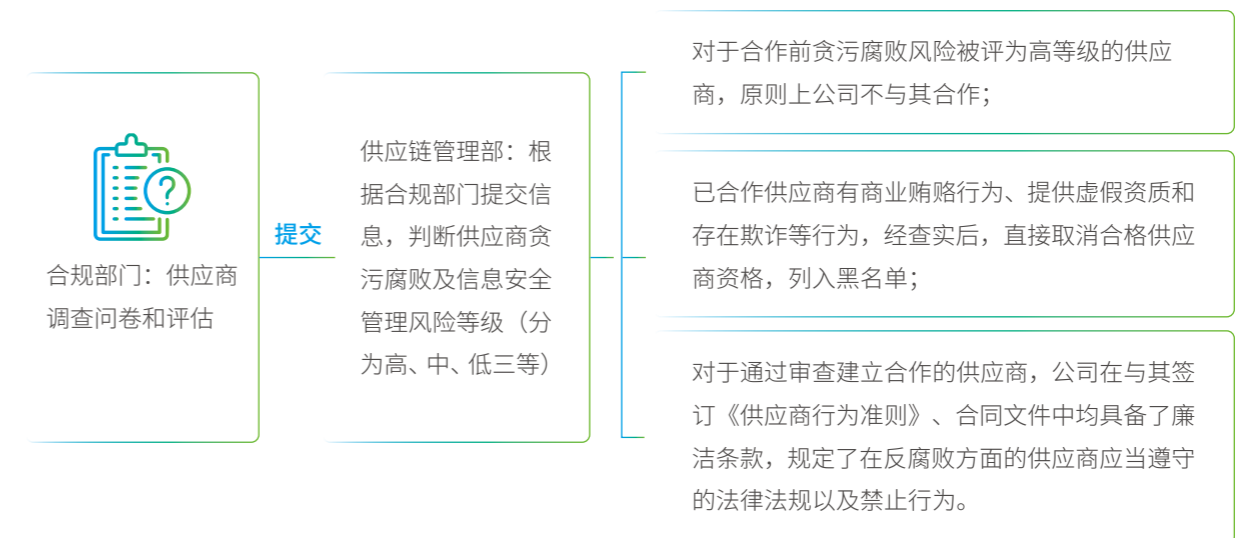 合规部门：供应商
调查问卷和评估
提交
供应链管理部：根
据合规部门提交信
息，判断供应商贪
污腐败及信息安全
管理风险等级（分
为高、中、低三等）
对于合作前贪污腐败风险被评为高等级的供应
商，原则上公司不与其合作；
已合作供应商有商业贿赂行为、提供虚假资质和
存在欺诈等行为，经查实后，直接取消合格供应
商资格，列入黑名单；
对于通过审查建立合作的供应商，公司在与其签
订《供应商行为准则》、合同文件中均具备了廉
洁条款，规定了在反腐败方面的供应商应当遵守
的法律法规以及禁止行为。